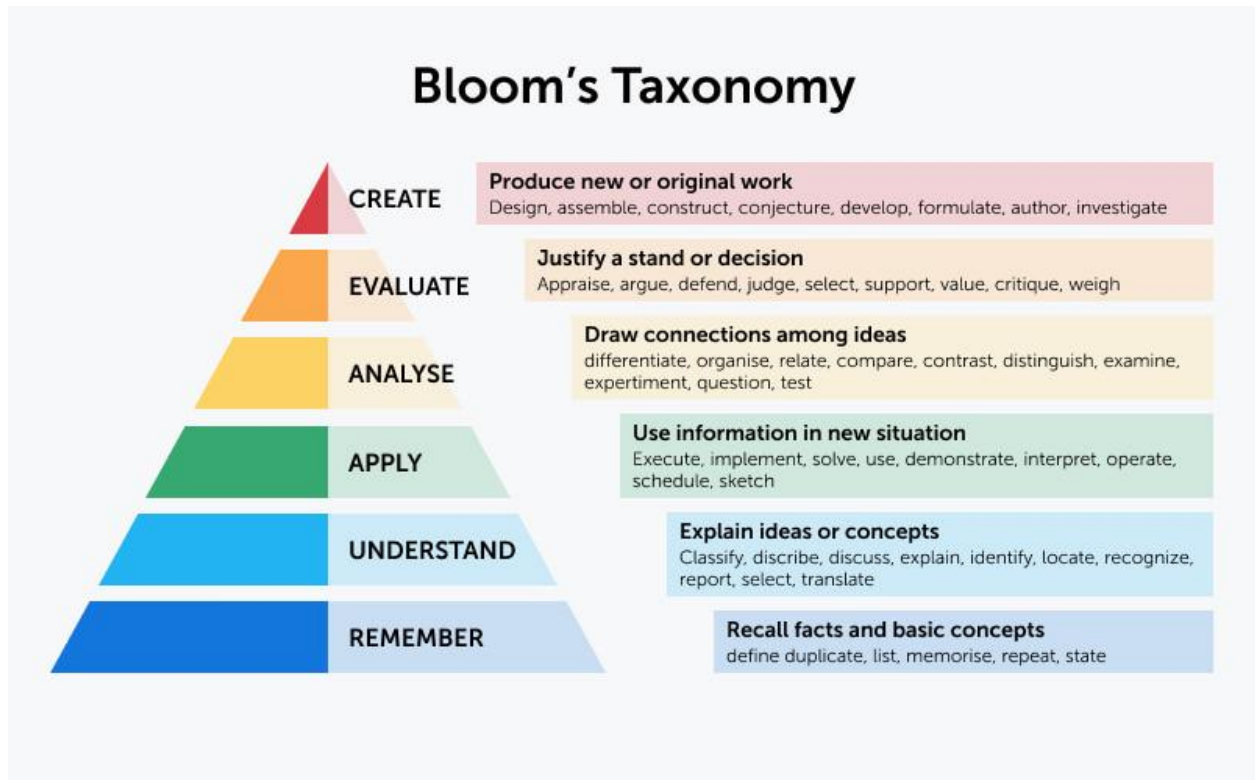 Bloom's Taxonomy
CREATE
Produce new or original work
Design, assemble, construct, conjecture, develop, formulate, author, investigate
EVALUATE
Justify a stand or decision
Appraise, argue, defend, judge, select, support, value, critique, weigh
ANALYSE
Draw connections among ideas
differentiate, organise, relate, compare, contrast, distinguish, examine,
expertiment, question, test
APPLY
Use information in new situation
Execute, implement, solve, use, demonstrate, interpret, operate,
schedule, sketch
UNDERSTAND
Explain ideas or concepts
Classify, discribe, discuss, explain, identify, locate, recognize,
report, select, translate
REMEMBER
Recall facts and basic concepts
define duplicate, list, memorise, repeat, state